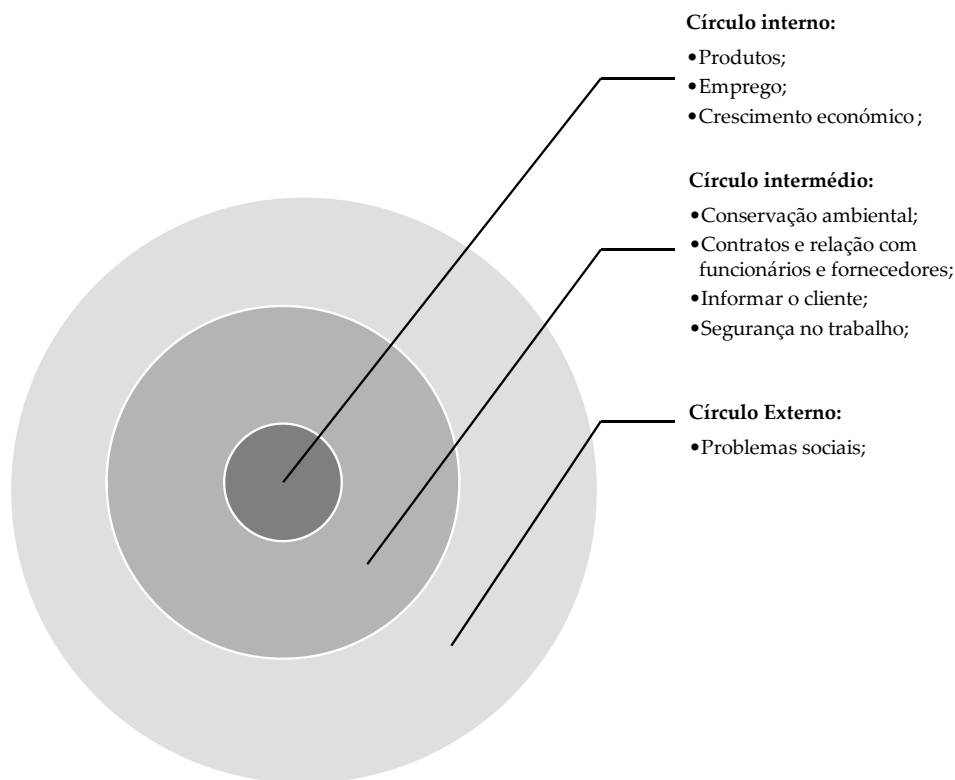 Círculo interno:
•Produtos;
•Emprego;
•Crescimento económico ;
Círculo intermédio:
•Conservação ambiental;
•Contratos e relação com
funcionários e fornecedores;
•Informar o cliente;
•Segurança no trabalho;
Círculo Externo:
•Problemas sociais;